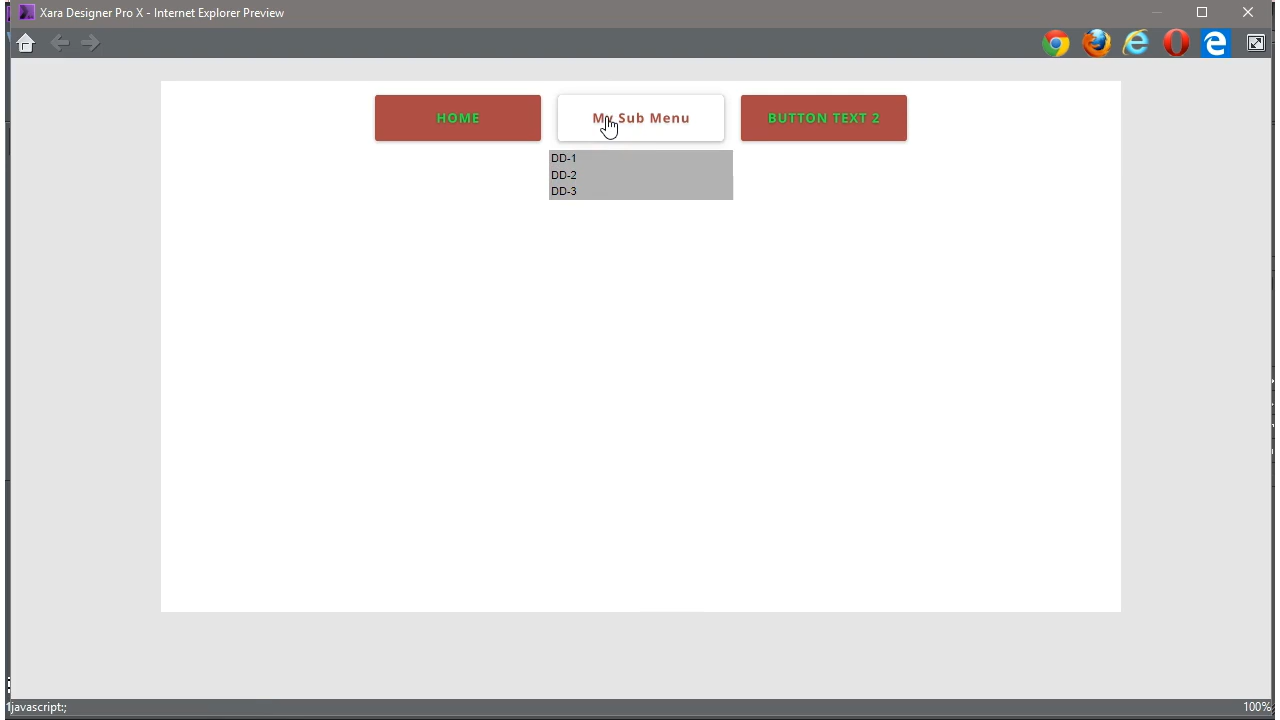 Xara Designer Pro X - Internet Explorer Preview
HOME
My Sub Menu
BUTTON TEXT 2
DD-1
DD-2
DD-3
javascript:;
100%